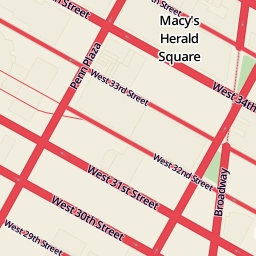 Macy's
Herald
Square
Street
Penn Plaza
West 33rd Street
West 34th
West 32nd Street
West 31st Street
Broadway
West 30th Street
West 29th Street